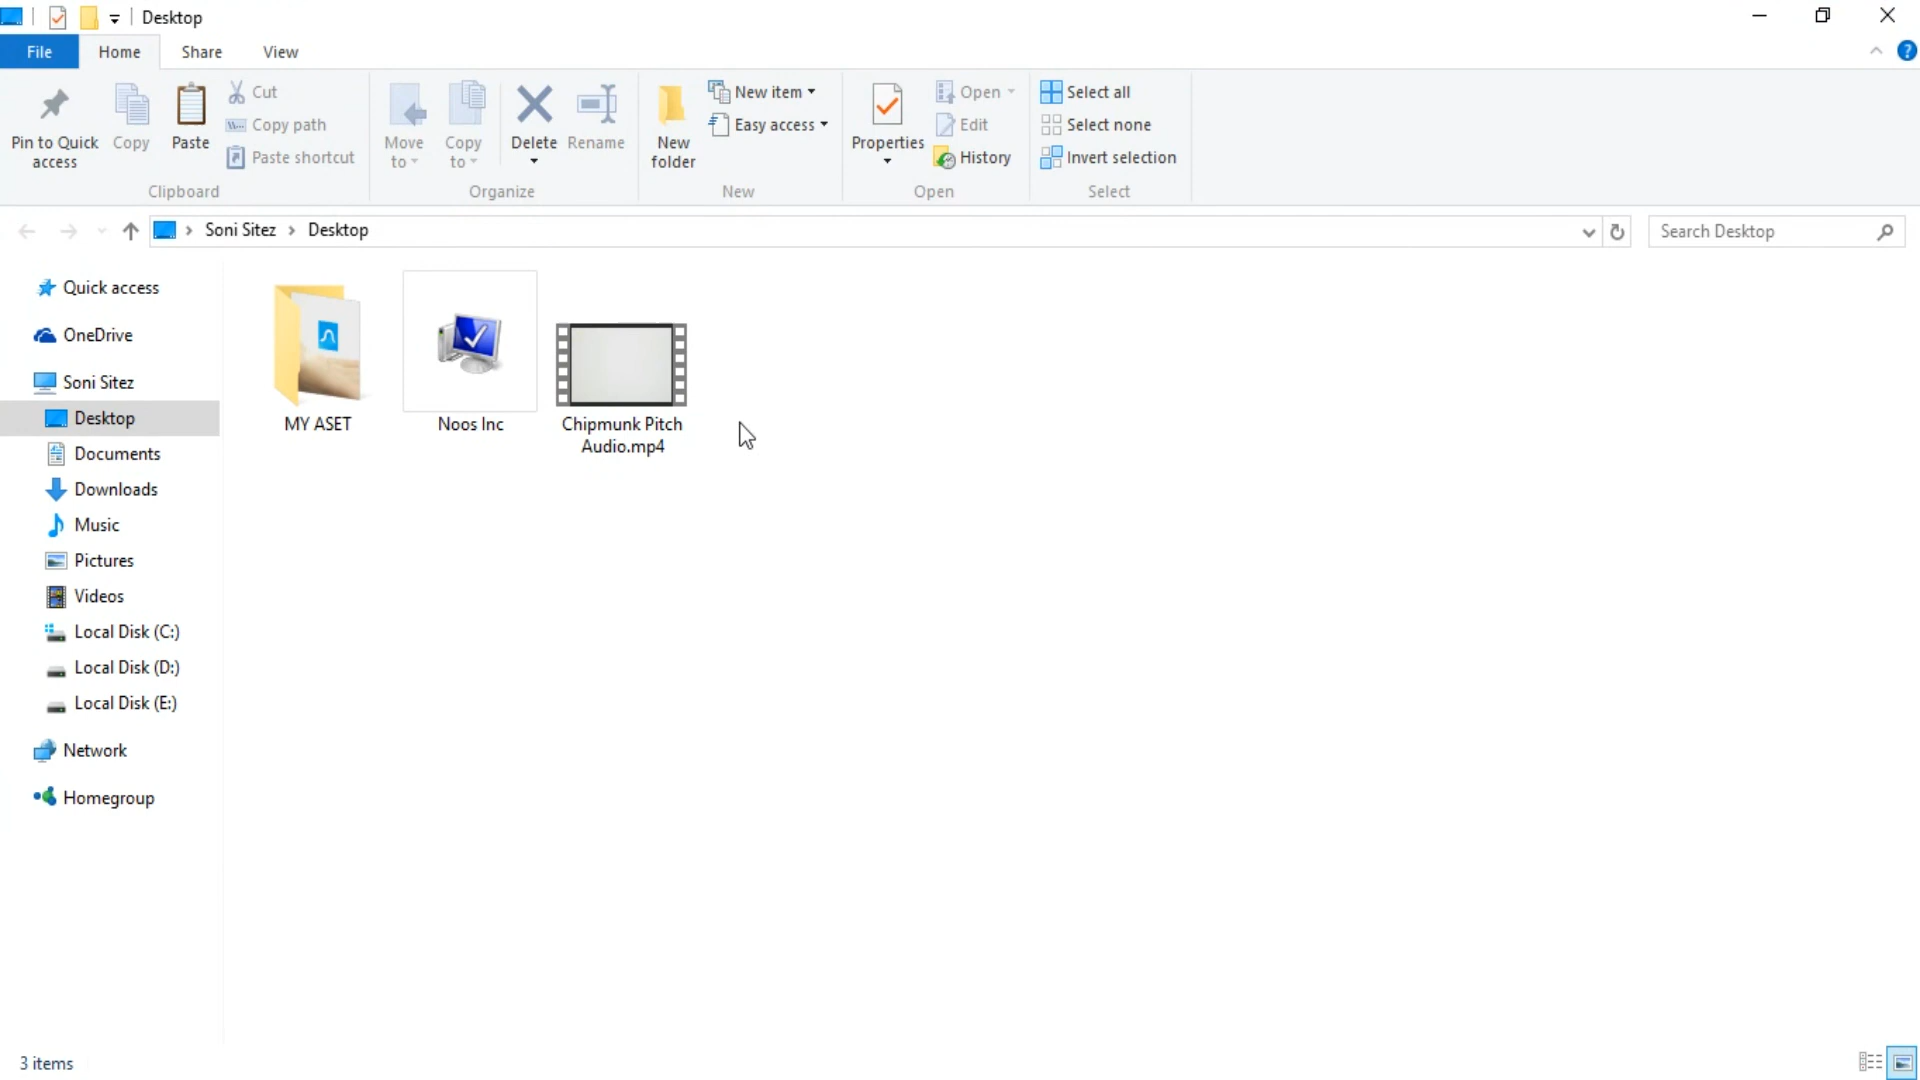 Desktop
File Home Share View
Pin to Quick access
Copy
Paste
Cut
Copy path
Paste shortcut
Clipboard
Move to
Copy to
Delete
Rename
Organize
New folder
New item
Easy access
New
Properties
Open
Edit
History
Open
Select all
Select none
Invert selection
Select
Soni Sitez > Desktop
Search Desktop
Quick access
OneDrive
Soni Sitez
Desktop
Documents
Downloads
Music
Pictures
Videos
Local Disk (C:)
Local Disk (D:)
Local Disk (E:)
Network
Homegroup
MY ASET
Noos Inc
Chipmunk Pitch
Audio.mp4
3 items